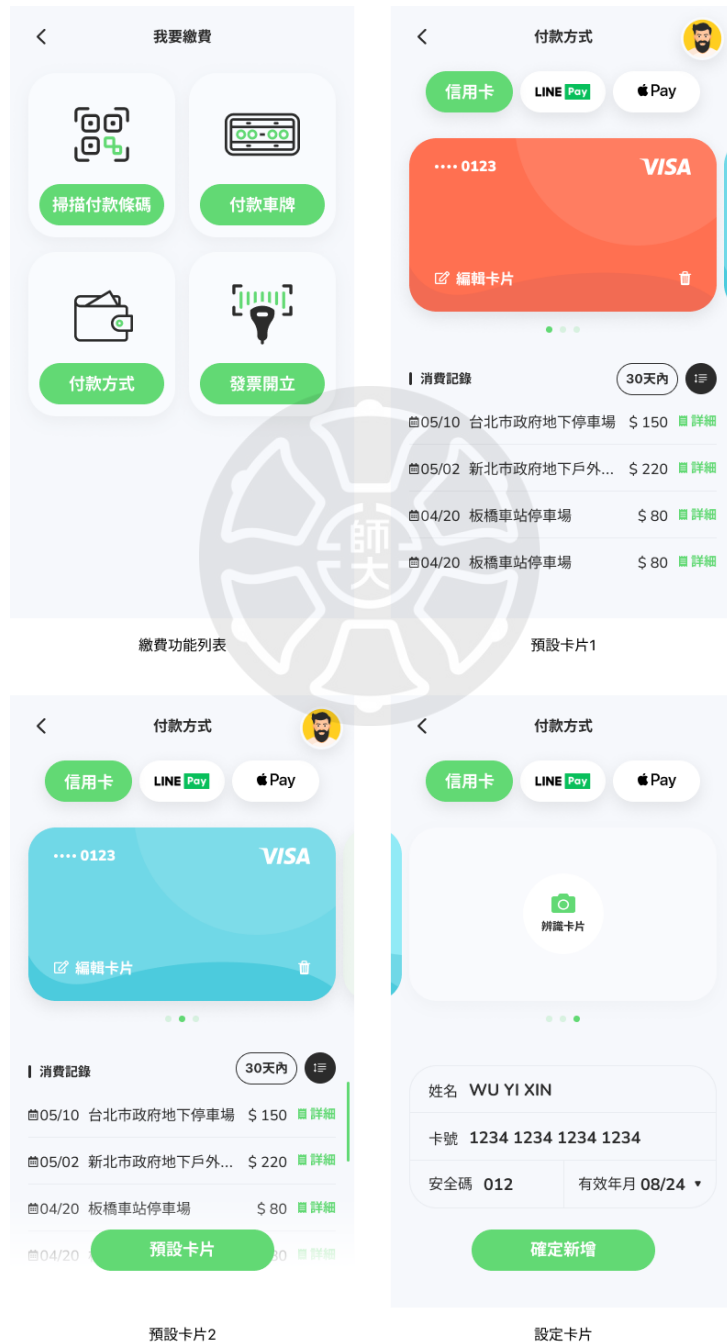 我要繳費
掃描付款條碼
付款車牌
付款方式
發票開立
繳費功能列表
付款方式
信用卡 LINE Pay Pay
•••• 0123 VISA
編輯卡片
消費記錄 30天內
05/10 台北市政府地下停車場 $ 150 詳細
05/02 新北市政府地下戶外... $ 220 詳細
04/20 板橋車站停車場 $ 80 詳細
04/20 板橋車站停車場 $ 80 詳細
預設卡片1
付款方式
信用卡 LINE Pay Pay
•••• 0123 VISA
編輯卡片
消費記錄 30天內
05/10 台北市政府地下停車場 $ 150 詳細
05/02 新北市政府地下戶外... $ 220 詳細
04/20 板橋車站停車場 $ 80 詳細
04/20 80 詳細
預設卡片
預設卡片2
付款方式
信用卡 LINE Pay Pay
辨識卡片
姓名 WU YI XIN
卡號 1234 1234 1234 1234
安全碼 012 有效年月 08/24
確定新增
設定卡片
師大